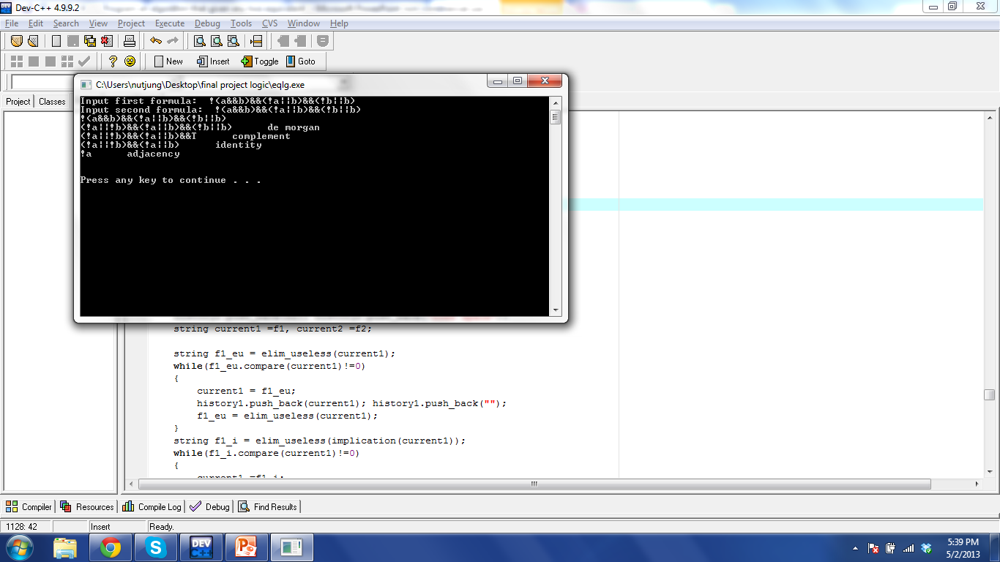 Dev-C++ 4.9.9.2
File Edit Search View Project Execute Debug Tools CVS Window Help
New Insert Toggle Goto
C:\Users\nutjung\Desktop\final project logic\eqlg.exe
Project Classes
Input first formula:  !(a&&b)&&(!a||b)&&(!b||b)
Input second formula:  !(a&&b)&&(!a||b)&&(!b||b)
!(a&&b)&&(!a||b)&&(!b||b)
(!a||!b)&&(!a||b)&&(!b||b)      de morgan
(!a||!b)&&(!a||b)&&T      complement
(!a||!b)&&(!a||b)      identity
!a      adjacency
Press any key to continue . . .
string current1 =f1, current2 =f2;
string f1_eu = elim_useless(current1);
while(f1_eu.compare(current1)!=0)
{
current1 = f1_eu;
history1.push_back(current1); history1.push_back("");
f1_eu = elim_useless(current1);
}
string f1_i = elim_useless(implication(current1));
while(f1_i.compare(current1)!=0)
{
current1 =f1_i;
Compiler Resources Compile Log Debug Find Results
1128: 42 Insert Ready.
5:39 PM
5/2/2013